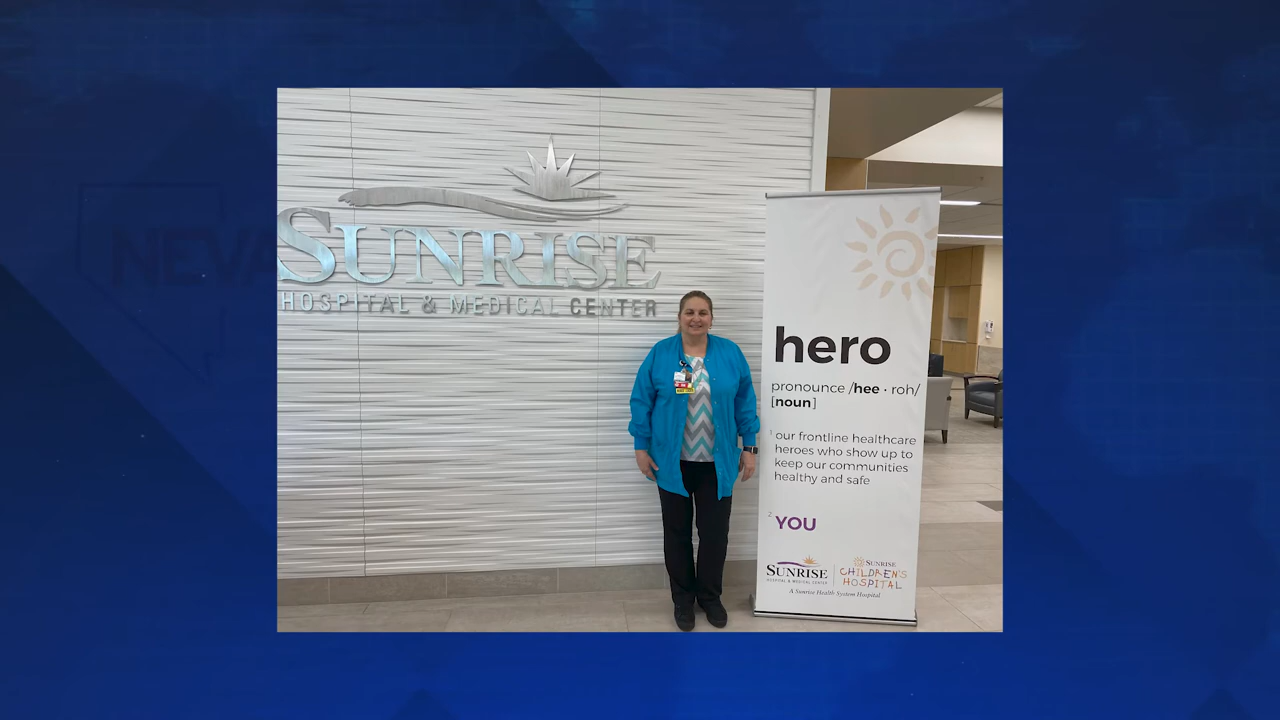 NEVA
SUNRISE
HOSPITAL & MEDICAL CENTER
hero
pronounce /hee · roh/
[noun]
1 our frontline healthcare
heroes who show up to
keep our communities
healthy and safe
2 YOU
SUNRISE
HOSPITAL & MEDICAL CENTER
SUNRISE
CHILDREN'S
HOSPITAL
A Sunrise Health System Hospital